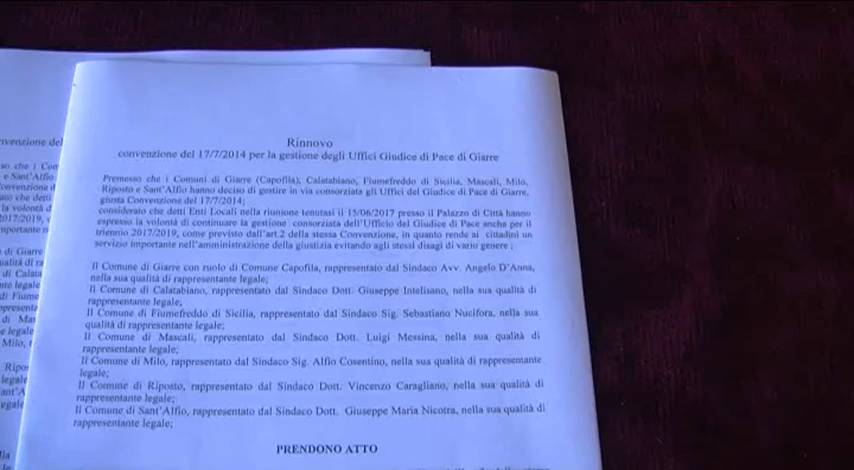 Rinnovo
convenzione del 17/7/2014 per la gestione degli Uffici Giudice di Pace di Giarre
Premesso che i Comuni di Giarre (Capofila), Calatabiano, Fiumefreddo di Sicilia, Mascali, Milo,
Riposto e Sant'Alfio hanno deciso di gestire in via consorziata gli Uffici del Giudice di Pace di Giarre,
giusta Convenzione del 17/7/2014;
considerato che detti Enti Locali nella riunione tenutasi il 15/06/2017 presso il Palazzo di Città hanno
espresso la volontà di continuare la gestione consorziata dell'Ufficio del Giudice di Pace anche per il
triennio 2017/2019, come previsto dall'art.2 della stessa Convenzione, in quanto rende ai cittadini un
servizio importante nell'amministrazione della giustizia evitando agli stessi disagi di vario genere ;
Il Comune di Giarre con ruolo di Comune Capofila, rappresentato dal Sindaco Avv. Angelo D'Anna,
nella sua qualità di rappresentante legale;
Il Comune di Calatabiano, rappresentato dal Sindaco Dott. Giuseppe Intelisano, nella sua qualità di
rappresentante legale;
Il Comune di Fiumefreddo di Sicilia, rappresentato dal Sindaco Sig. Sebastiano Nucifora, nella sua
qualità di rappresentante legale;
Il Comune di Mascali, rappresentato dal Sindaco Dott. Luigi Messina, nella sua qualità di
rappresentante legale;
Il Comune di Milo, rappresentato dal Sindaco Sig. Alfio Cosentino, nella sua qualità di rappresentante
legale;
Il Comune di Riposto, rappresentato dal Sindaco Dott. Vincenzo Caragliano, nella sua qualità di
rappresentante legale;
Il Comune di Sant'Alfio, rappresentato dal Sindaco Dott. Giuseppe Maria Nicotra, nella sua qualità di
rappresentante legale;
PRENDONO ATTO